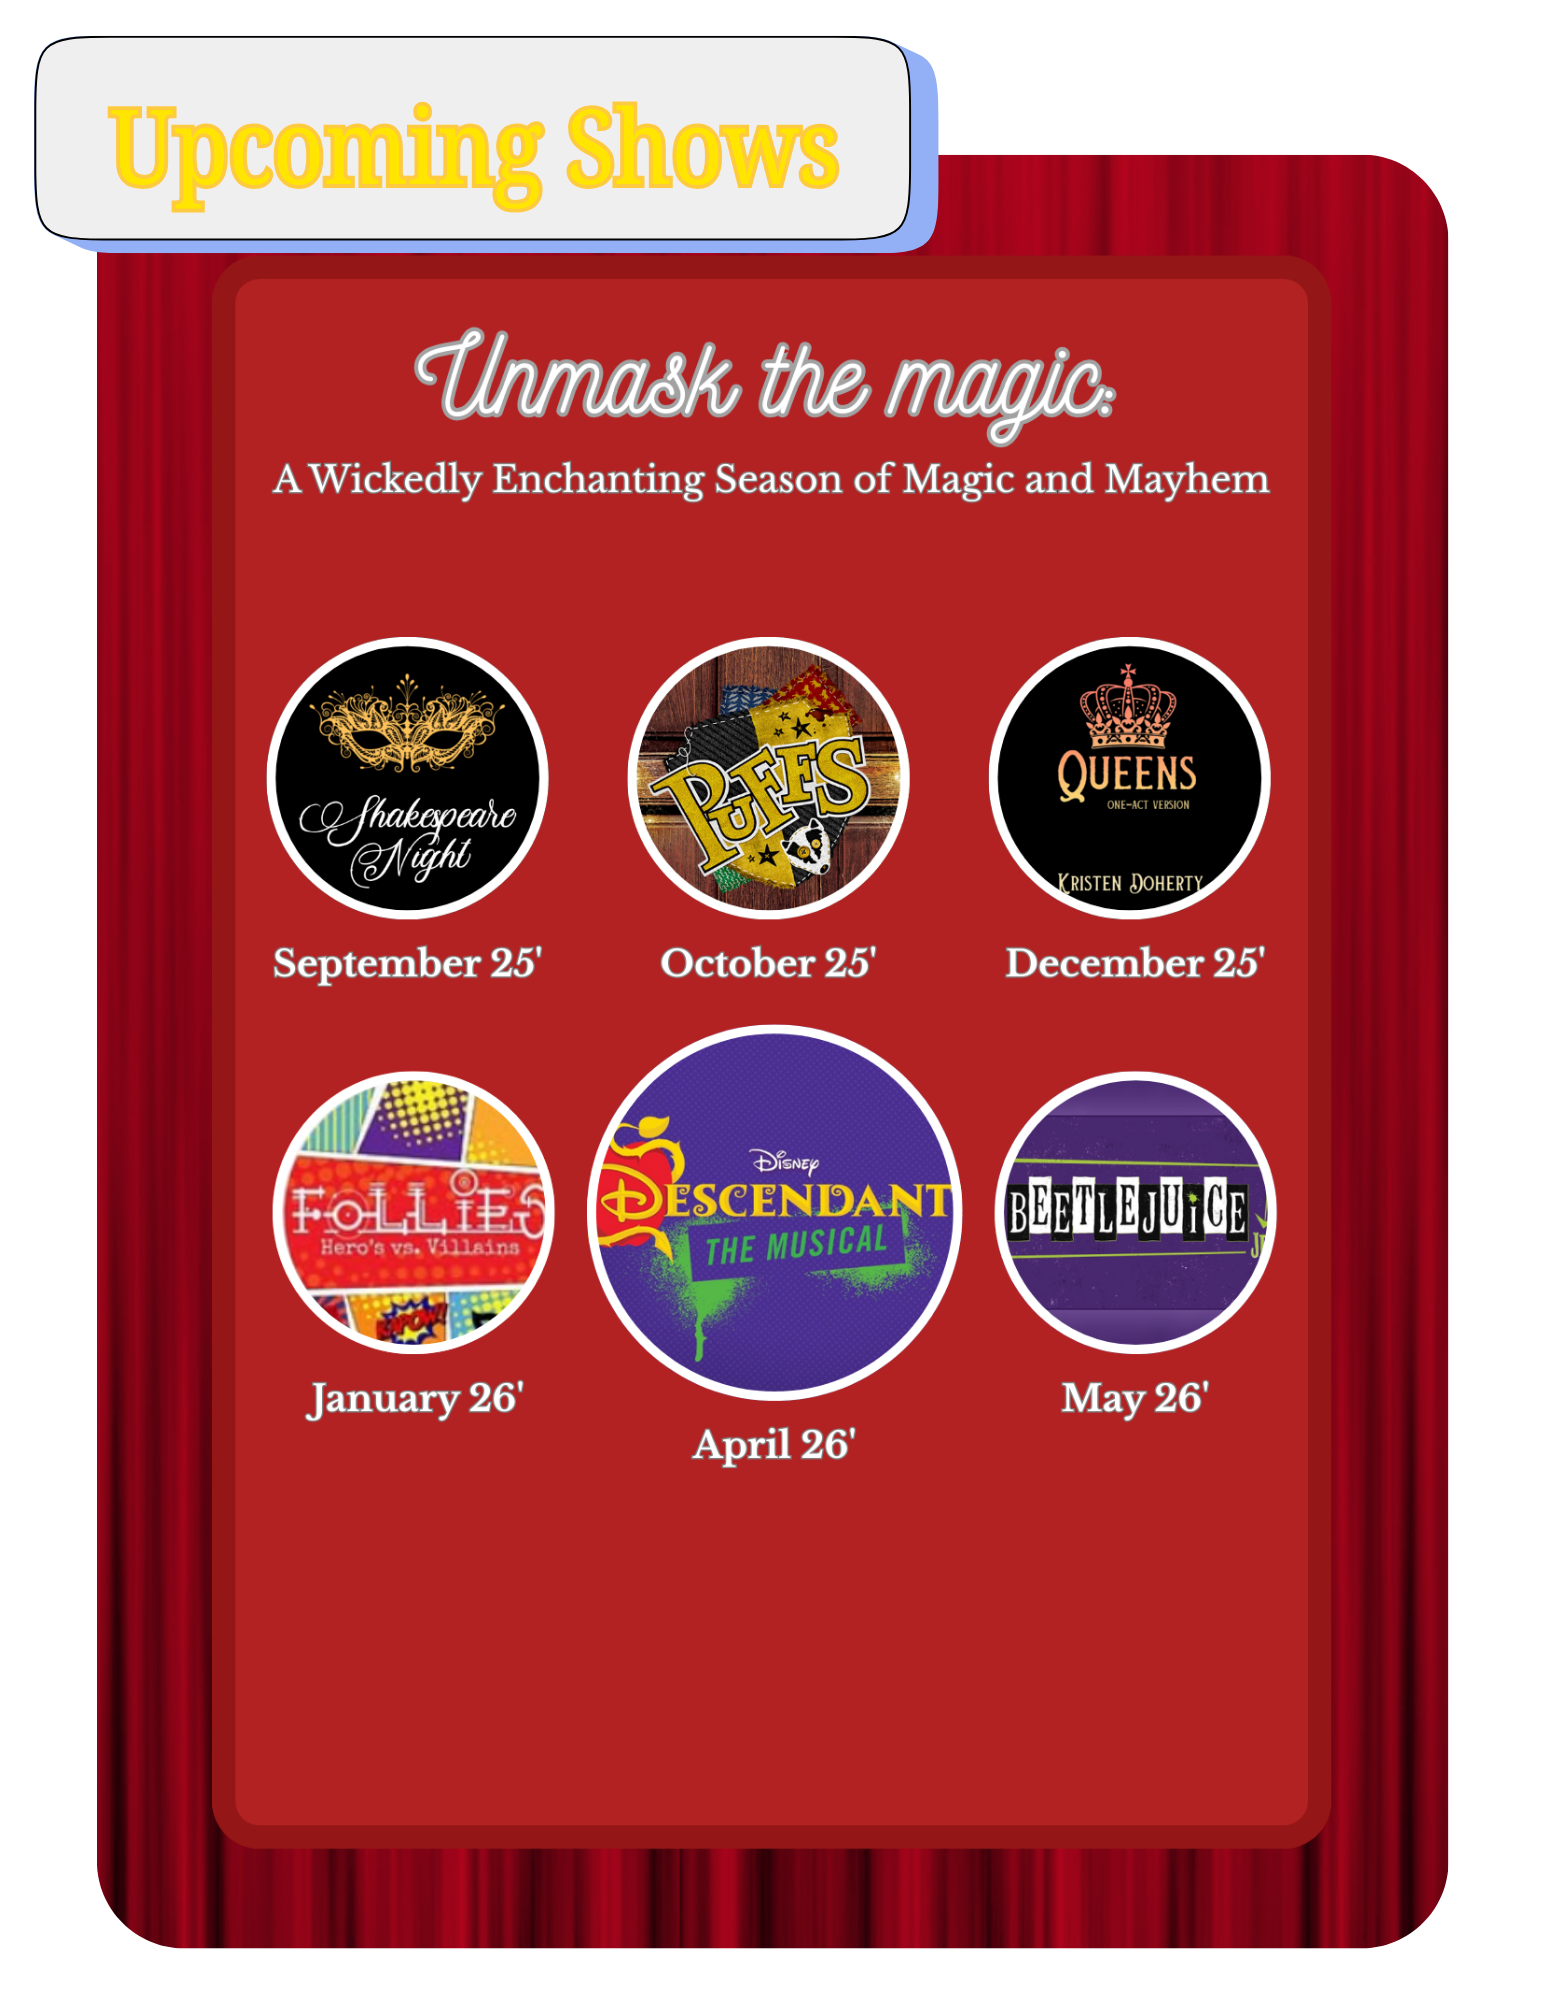 Upcoming Shows
Unmask the magic:
A Wickedly Enchanting Season of Magic and Mayhem
Shakespeare
Night
September 25'
PUFFS
October 25'
QUEENS
ONE-ACT VERSION
KRISTEN DOHERTY
December 25'
FOLLIES
Hero's vs. Villains
KAPOW!
January 26'
DISNEY
DESCENDANT
THE MUSICAL
April 26'
BEETLEJUICE
May 26'